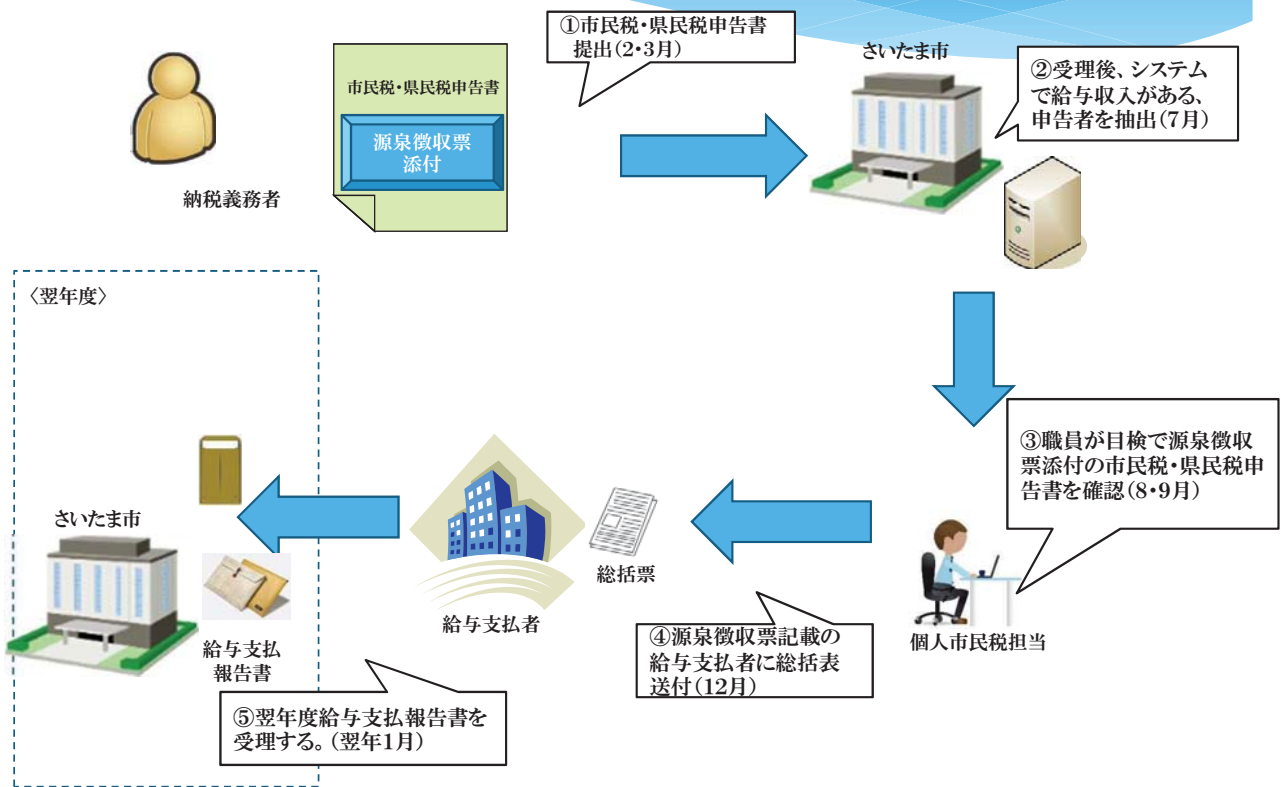 ①市民税・県民税申告書
提出(2・3月)
さいたま市
②受理後、システム
で給与収入がある、
申告者を抽出(7月)
市民税・県民税申告書
源泉徴収票
添付
納税義務者
〈翌年度〉
③職員が目検で源泉徴収
票添付の市民税・県民税申
告書を確認(8・9月)
さいたま市
総括票
給与支払者
個人市民税担当
④源泉徴収票記載の
給与支払者に総括表
送付(12月)
給与支払
報告書
⑤翌年度給与支払報告書を
受理する。(翌年1月)